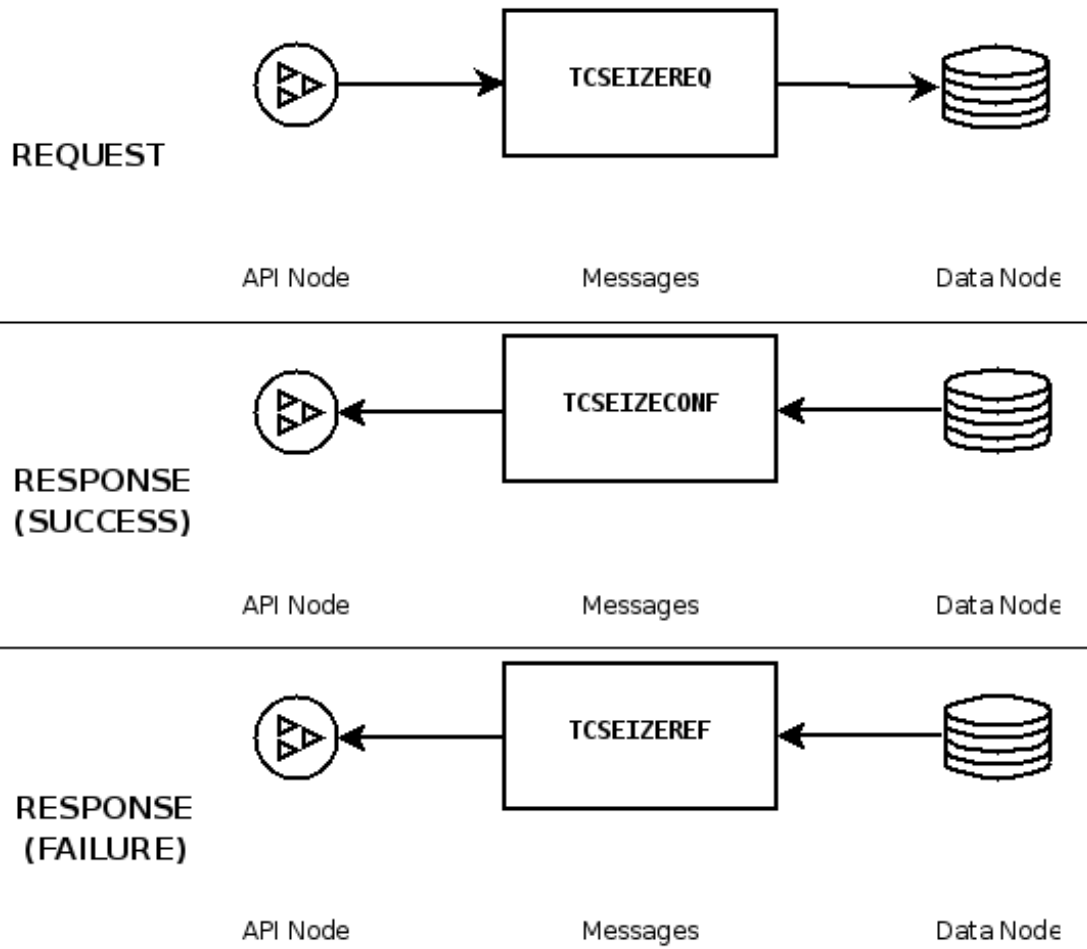 TCSEIZEREQ
REQUEST
API Node Messages Data Node
TCSEIZECONF
RESPONSE
(SUCCESS)
API Node Messages Data Node
TCSEIZEREF
RESPONSE
(FAILURE)
API Node Messages Data Node